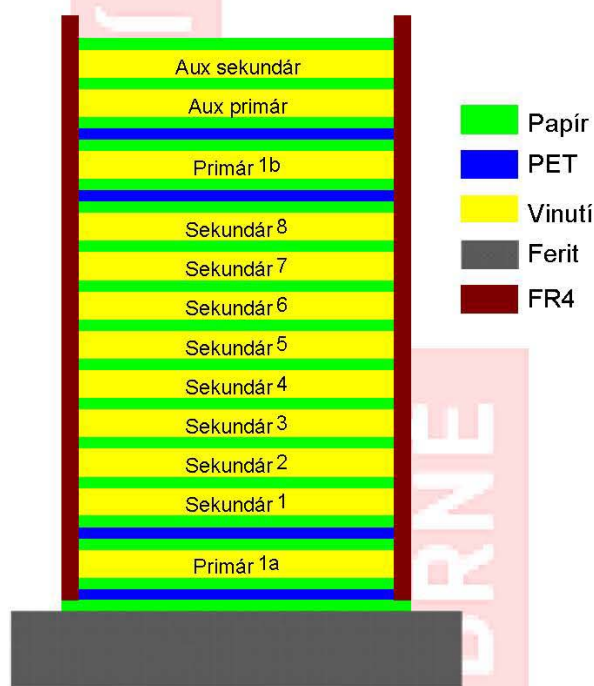 Aux sekundár
Aux primár
Primár 1b
Sekundár 8
Sekundár 7
Sekundár 6
Sekundár 5
Sekundár 4
Sekundár 3
Sekundár 2
Sekundár 1
Primár 1a
Papír
PET
Vinutí
Ferit
FR4
DRNE